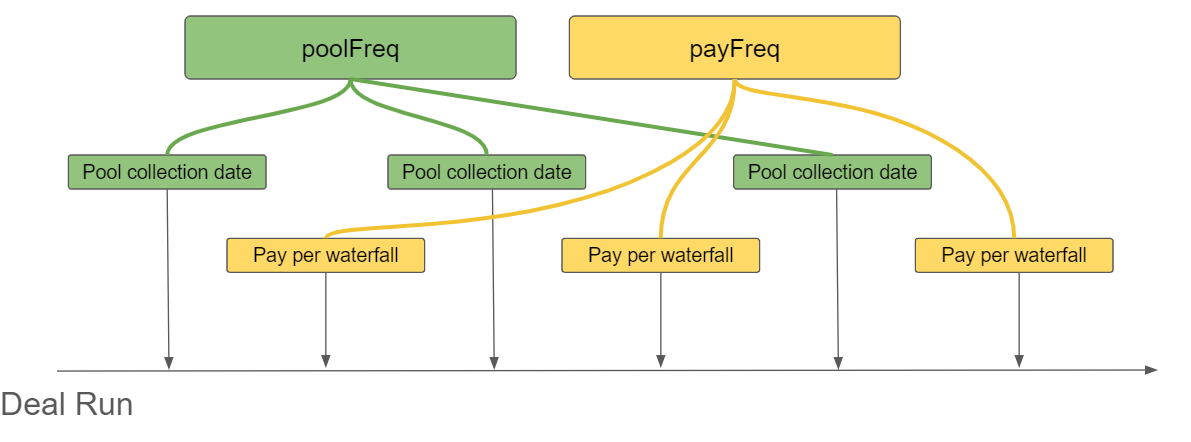 poolFreq
payFreq
Pool collection date
Pool collection date
Pool collection date
Pay per waterfall
Pay per waterfall
Pay per waterfall
Deal Run